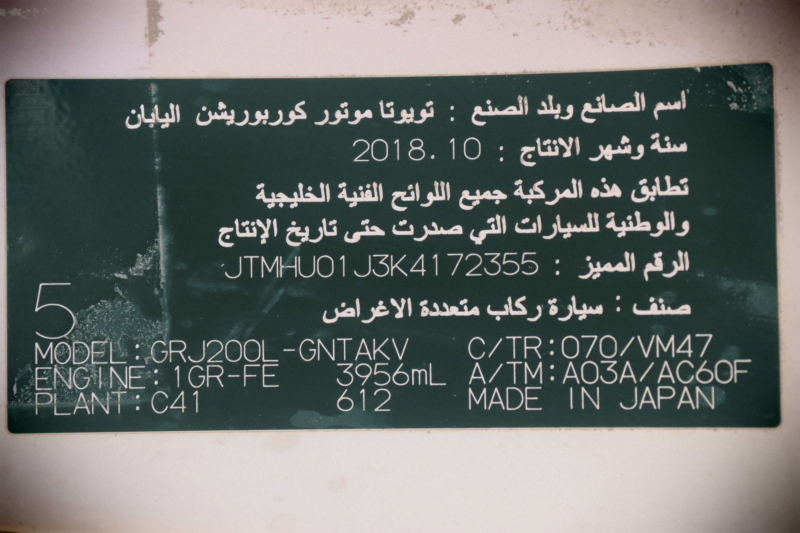 اسم الصانع وبلد الصنع : تويوتا موتور كوربوريشن اليابان
سنة وشهر الانتاج : 2018.10
تطابق هذه المركبة جميع اللوائح الفنية الخليجية
والوطنية للسيارات التي صدرت حتى تاريخ الإنتاج
الرقم المميز : JTMHU01J3K4172355
صنف : سيارة ركاب متعددة الاغراض
5
MODEL: GRJ200L-GNTAKV C/TR: 070/VM47
ENGINE: 1GR-FE 3956mL A/TM: A03A/AC60F
PLANT: C41 612 MADE IN JAPAN